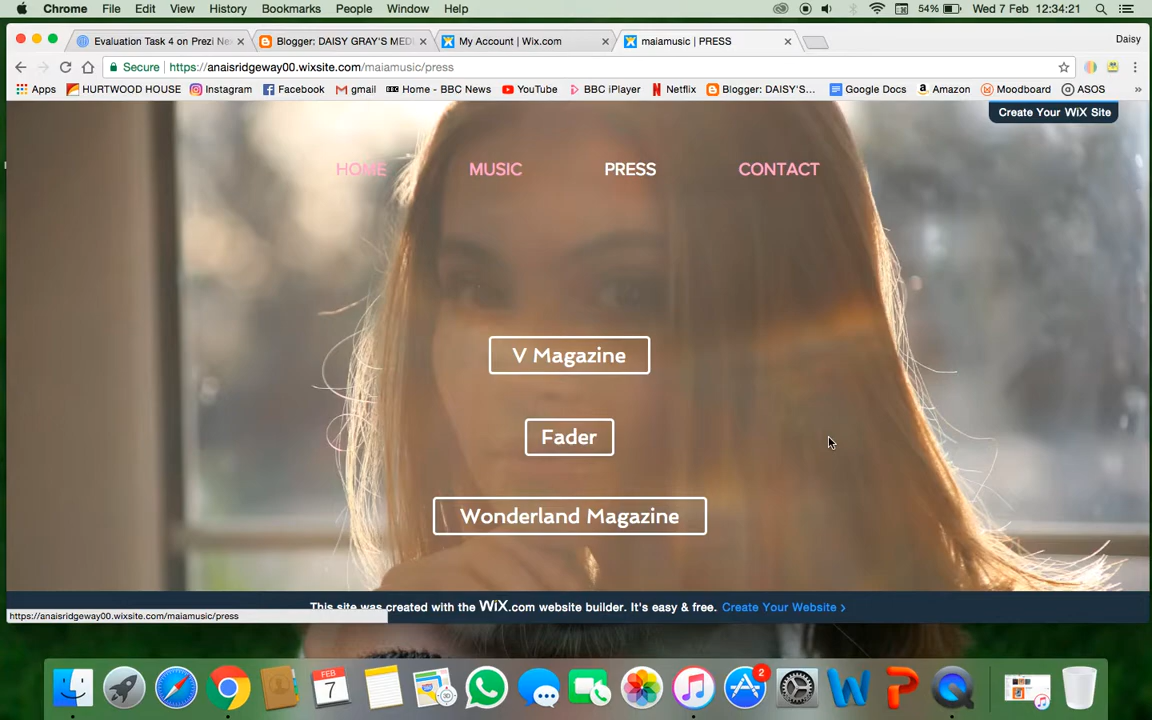 Chrome File Edit View History Bookmarks People Window Help 54% Wed 7 Feb 12:34:21
Evaluation Task 4 on Prezi Ne Blogger: DAISY GRAY'S MED My Account | Wix.com maiamusic | PRESS Daisy
Secure https://anaisridgeway00.wixsite.com/maiamusic/press
Apps HURTWOOD HOUSE Instagram Facebook gmail Home - BBC News YouTube BBC iPlayer Netflix Blogger: DAISY'S... Google Docs Amazon Moodboard ASOS »
Create Your WiX Site
HOME MUSIC PRESS CONTACT
V Magazine
Fader
Wonderland Magazine
This site was created with the WiX.com website builder. It's easy & free. Create Your Website >
https://anaisridgeway00.wixsite.com/maiamusic/press
FEB
7
2